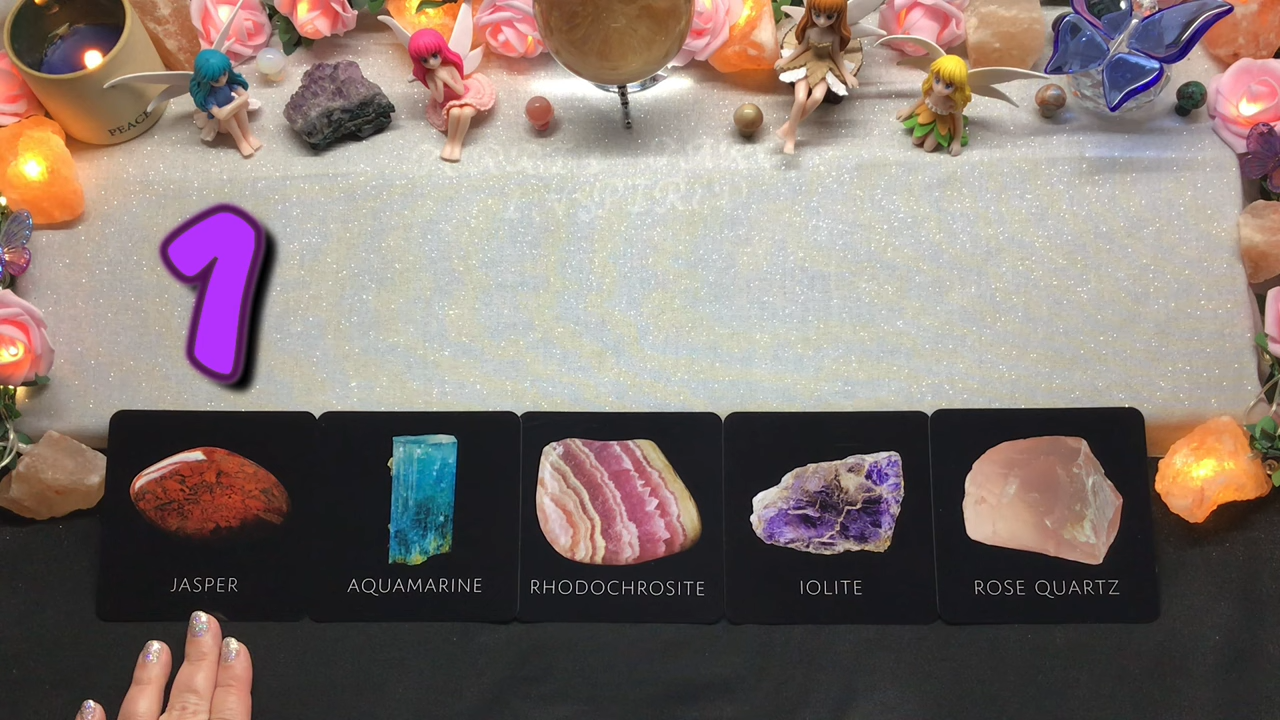 PEACE
1
JASPER
AQUAMARINE
RHODOCHROSITE
IOLITE
ROSE QUARTZ